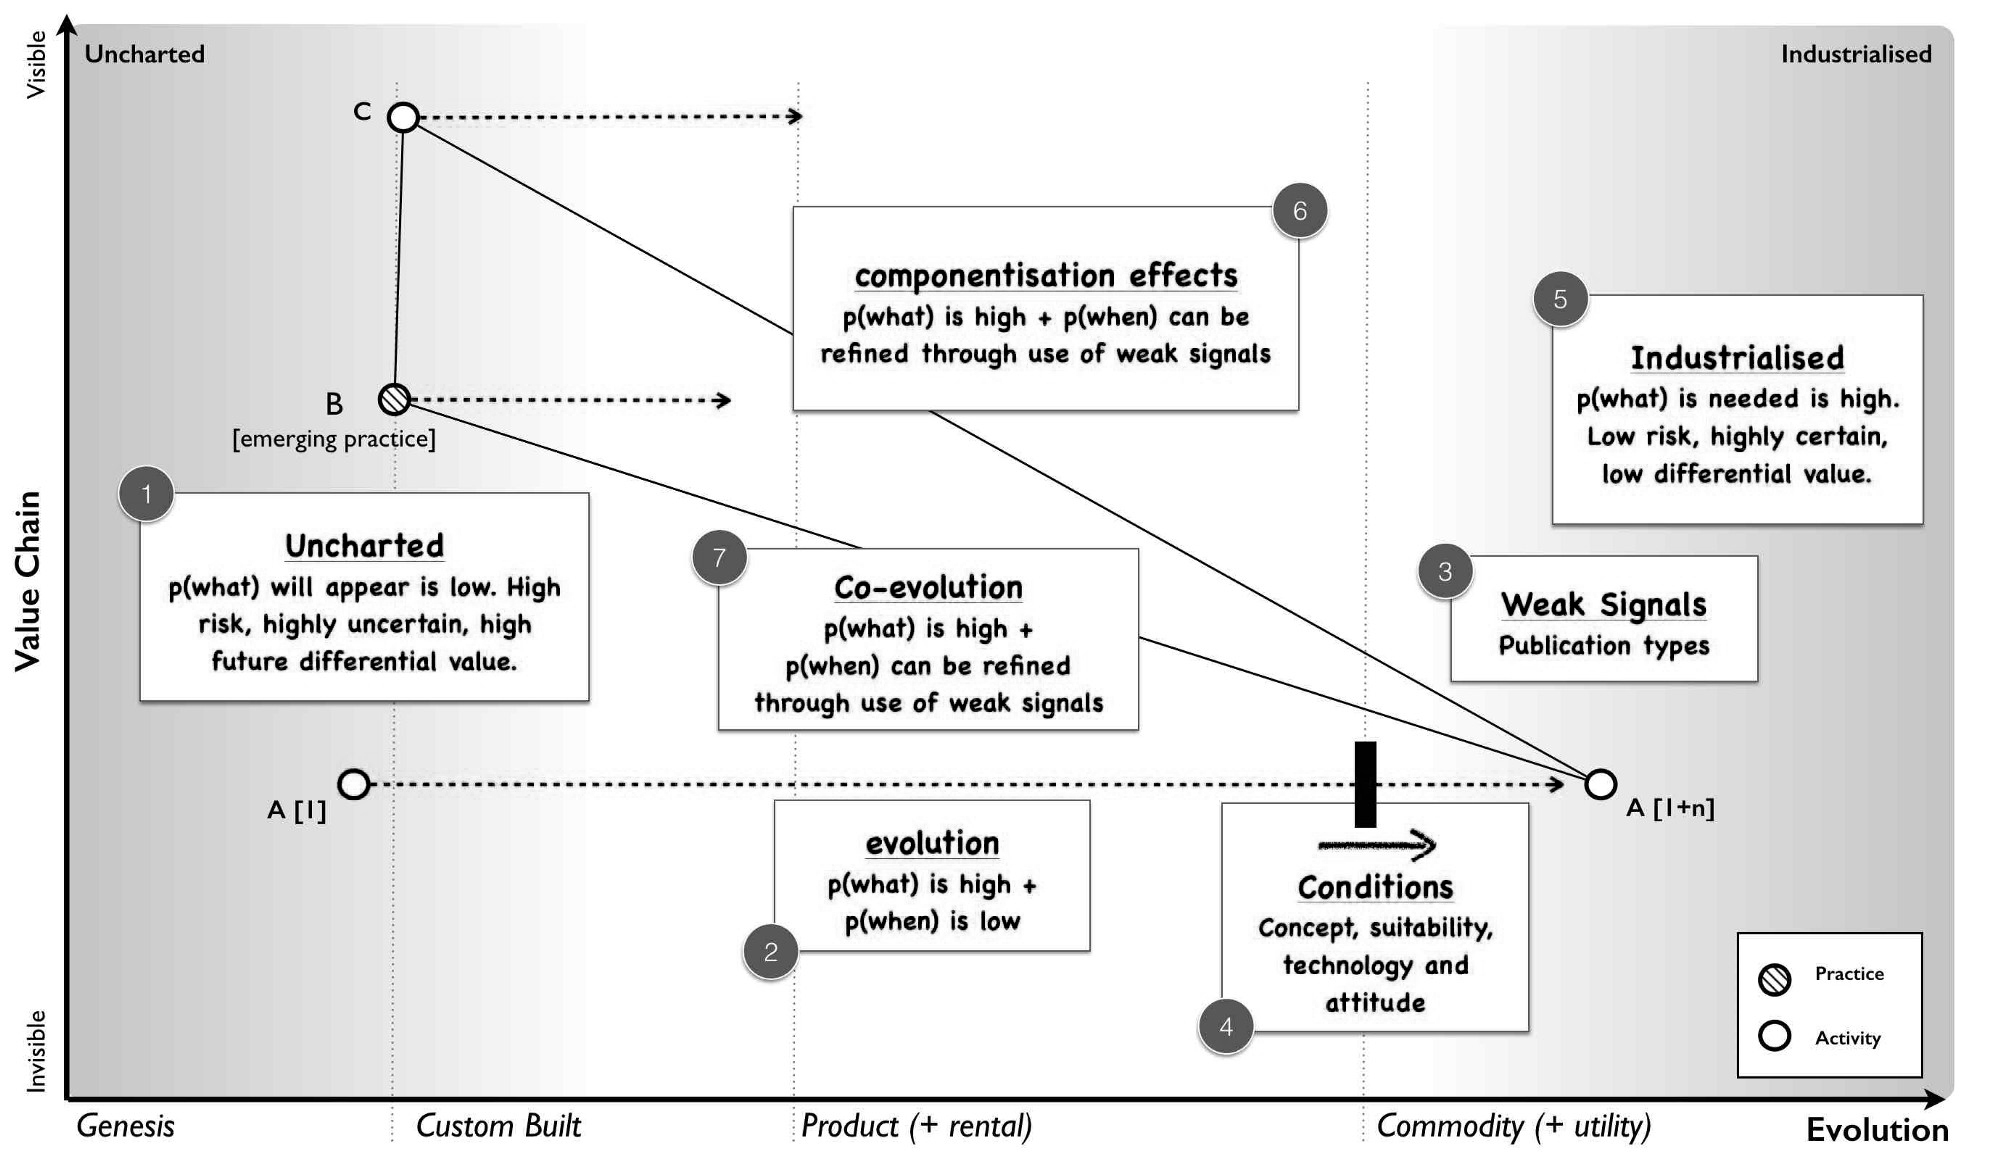 Visible
Uncharted
Industrialised
C
6
componentisation effects
p(what) is high + p(when) can be
refined through use of weak signals
5
Industrialised
p(what) is needed is high.
Low risk, highly certain,
low differential value.
B
[emerging practice]
1
Uncharted
p(what) will appear is low. High
risk, highly uncertain, high
future differential value.
7
Co-evolution
p(what) is high +
p(when) can be refined
through use of weak signals
3
Weak Signals
Publication types
Value Chain
A [1]
A [1+n]
evolution
p(what) is high +
p(when) is low
2
Conditions
Concept, suitability,
technology and
attitude
4
Practice
Activity
Invisible
Genesis
Custom Built
Product (+ rental)
Commodity (+ utility)
Evolution